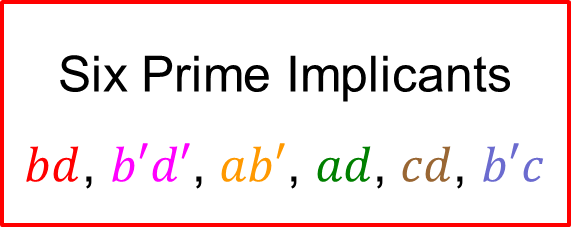 Six Prime Implicants
bd, b′d′, ab′, ad, cd, b′c